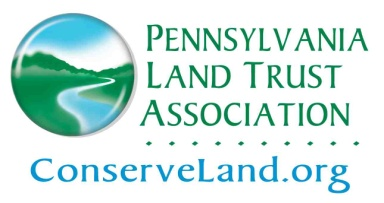 PENNSYLVANIA
LAND TRUST
ASSOCIATION
CONSERVELAND.ORG